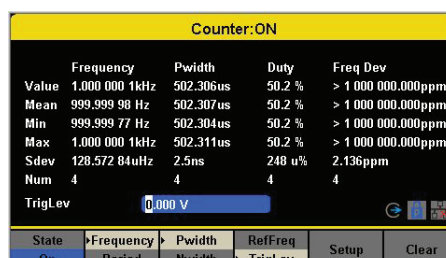 Counter:ON
Frequency Pwidth Duty Freq Dev
Value 1.000 000 1kHz 502.306us 50.2 % > 1 000 000.000ppm
Mean 999.999 98 Hz 502.307us 50.2 % > 1 000 000.000ppm
Min 999.999 77 Hz 502.304us 50.2 % > 1 000 000.000ppm
Max 1.000 000 1kHz 502.311us 50.2 % > 1 000 000.000ppm
Sdev 128.572 84uHz 2.5ns 248 u% 2.136ppm
Num 4 4 4 4
TrigLev 0.000 V
State Frequency Pwidth RefFreq Setup Clear
On Period Nwidth TrigLev